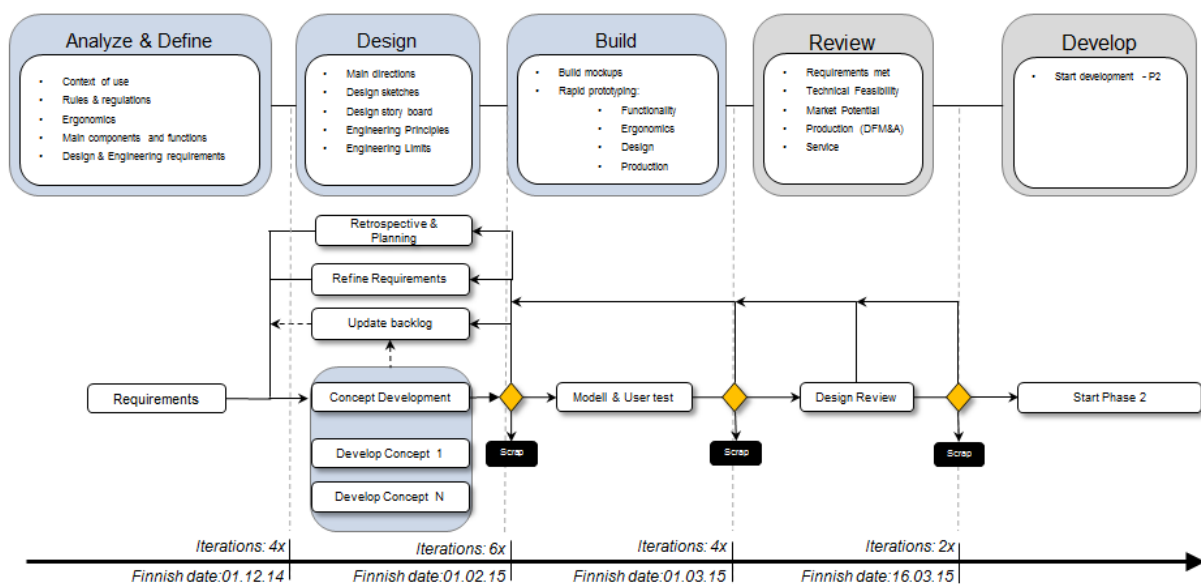 Analyze & Define
Context of use
Rules & regulations
Ergonomics
Main components and functions
Design & Engineering requirements
Design
Main directions
Design sketches
Design story board
Engineering Principles
Engineering Limits
Build
Build mockups
Rapid prototyping:
Functionality
Ergonomics
Design
Production
Review
Requirements met
Technical Feasibility
Market Potential
Production (DFM&A)
Service
Develop
Start development - P2
Retrospective &
Planning
Refine Requirements
Update backlog
Requirements
Concept Development
Modell & User test
Design Review
Start Phase 2
Scrap
Scrap
Scrap
Develop Concept 1
Develop Concept N
Iterations: 4x
Iterations: 6x
Iterations: 4x
Iterations: 2x
Finnish date:01.12.14
Finnish date:01.02.15
Finnish date:01.03.15
Finnish date:16.03.15